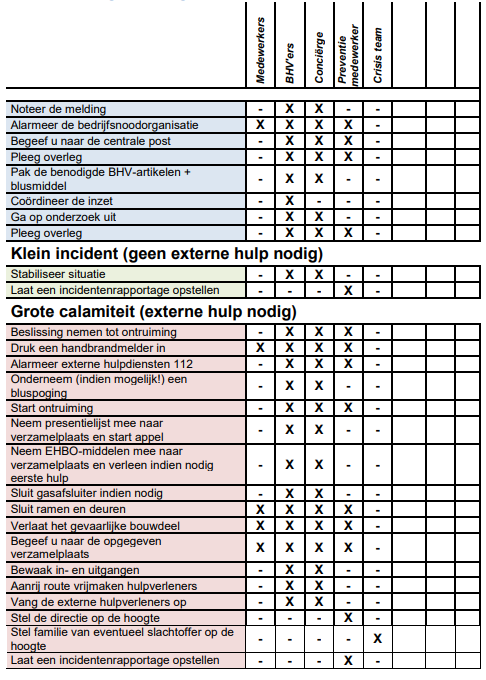 Medewerkers BHV'ers Conciërge Preventie medewerker Crisis team
Noteer de melding - X X - -
Alarmeer de bedrijfsnoodorganisatie X X X X -
Begeef u naar de centrale post - X X X -
Pleeg overleg - X X X -
Pak de benodigde BHV-artikelen +
blusmiddel - X X - -
Coördineer de inzet - X - - -
Ga op onderzoek uit - X X - -
Pleeg overleg - X X X -
Klein incident (geen externe hulp nodig)
Stabiliseer situatie - X X - -
Laat een incidentenrapportage opstellen - - - X -
Grote calamiteit (externe hulp nodig)
Beslissing nemen tot ontruiming - X X X -
Druk een handbrandmelder in X X X X -
Alarmeer externe hulpdiensten 112 - X X X -
Onderneem (indien mogelijk!) een
bluspoging - X X - -
Start ontruiming - X X X -
Neem presentielijst mee naar
verzamelplaats en start appel - X X - -
Neem EHBO-middelen mee naar
verzamelplaats en verleen indien nodig
eerste hulp - X X - -
Sluit gasafsluiter indien nodig - X X - -
Sluit ramen en deuren X X X X -
Verlaat het gevaarlijke bouwdeel X X X X -
Begeef u naar de opgegeven
verzamelplaats X X X X -
Bewaak in- en uitgangen - X X - -
Aanrij route vrijmaken hulpverleners - X X - -
Vang de externe hulpverleners op - X X - -
Stel de directie op de hoogte - - - X -
Stel familie van eventueel slachtoffer op de
hoogte - - - - X
Laat een incidentenrapportage opstellen - - - X -